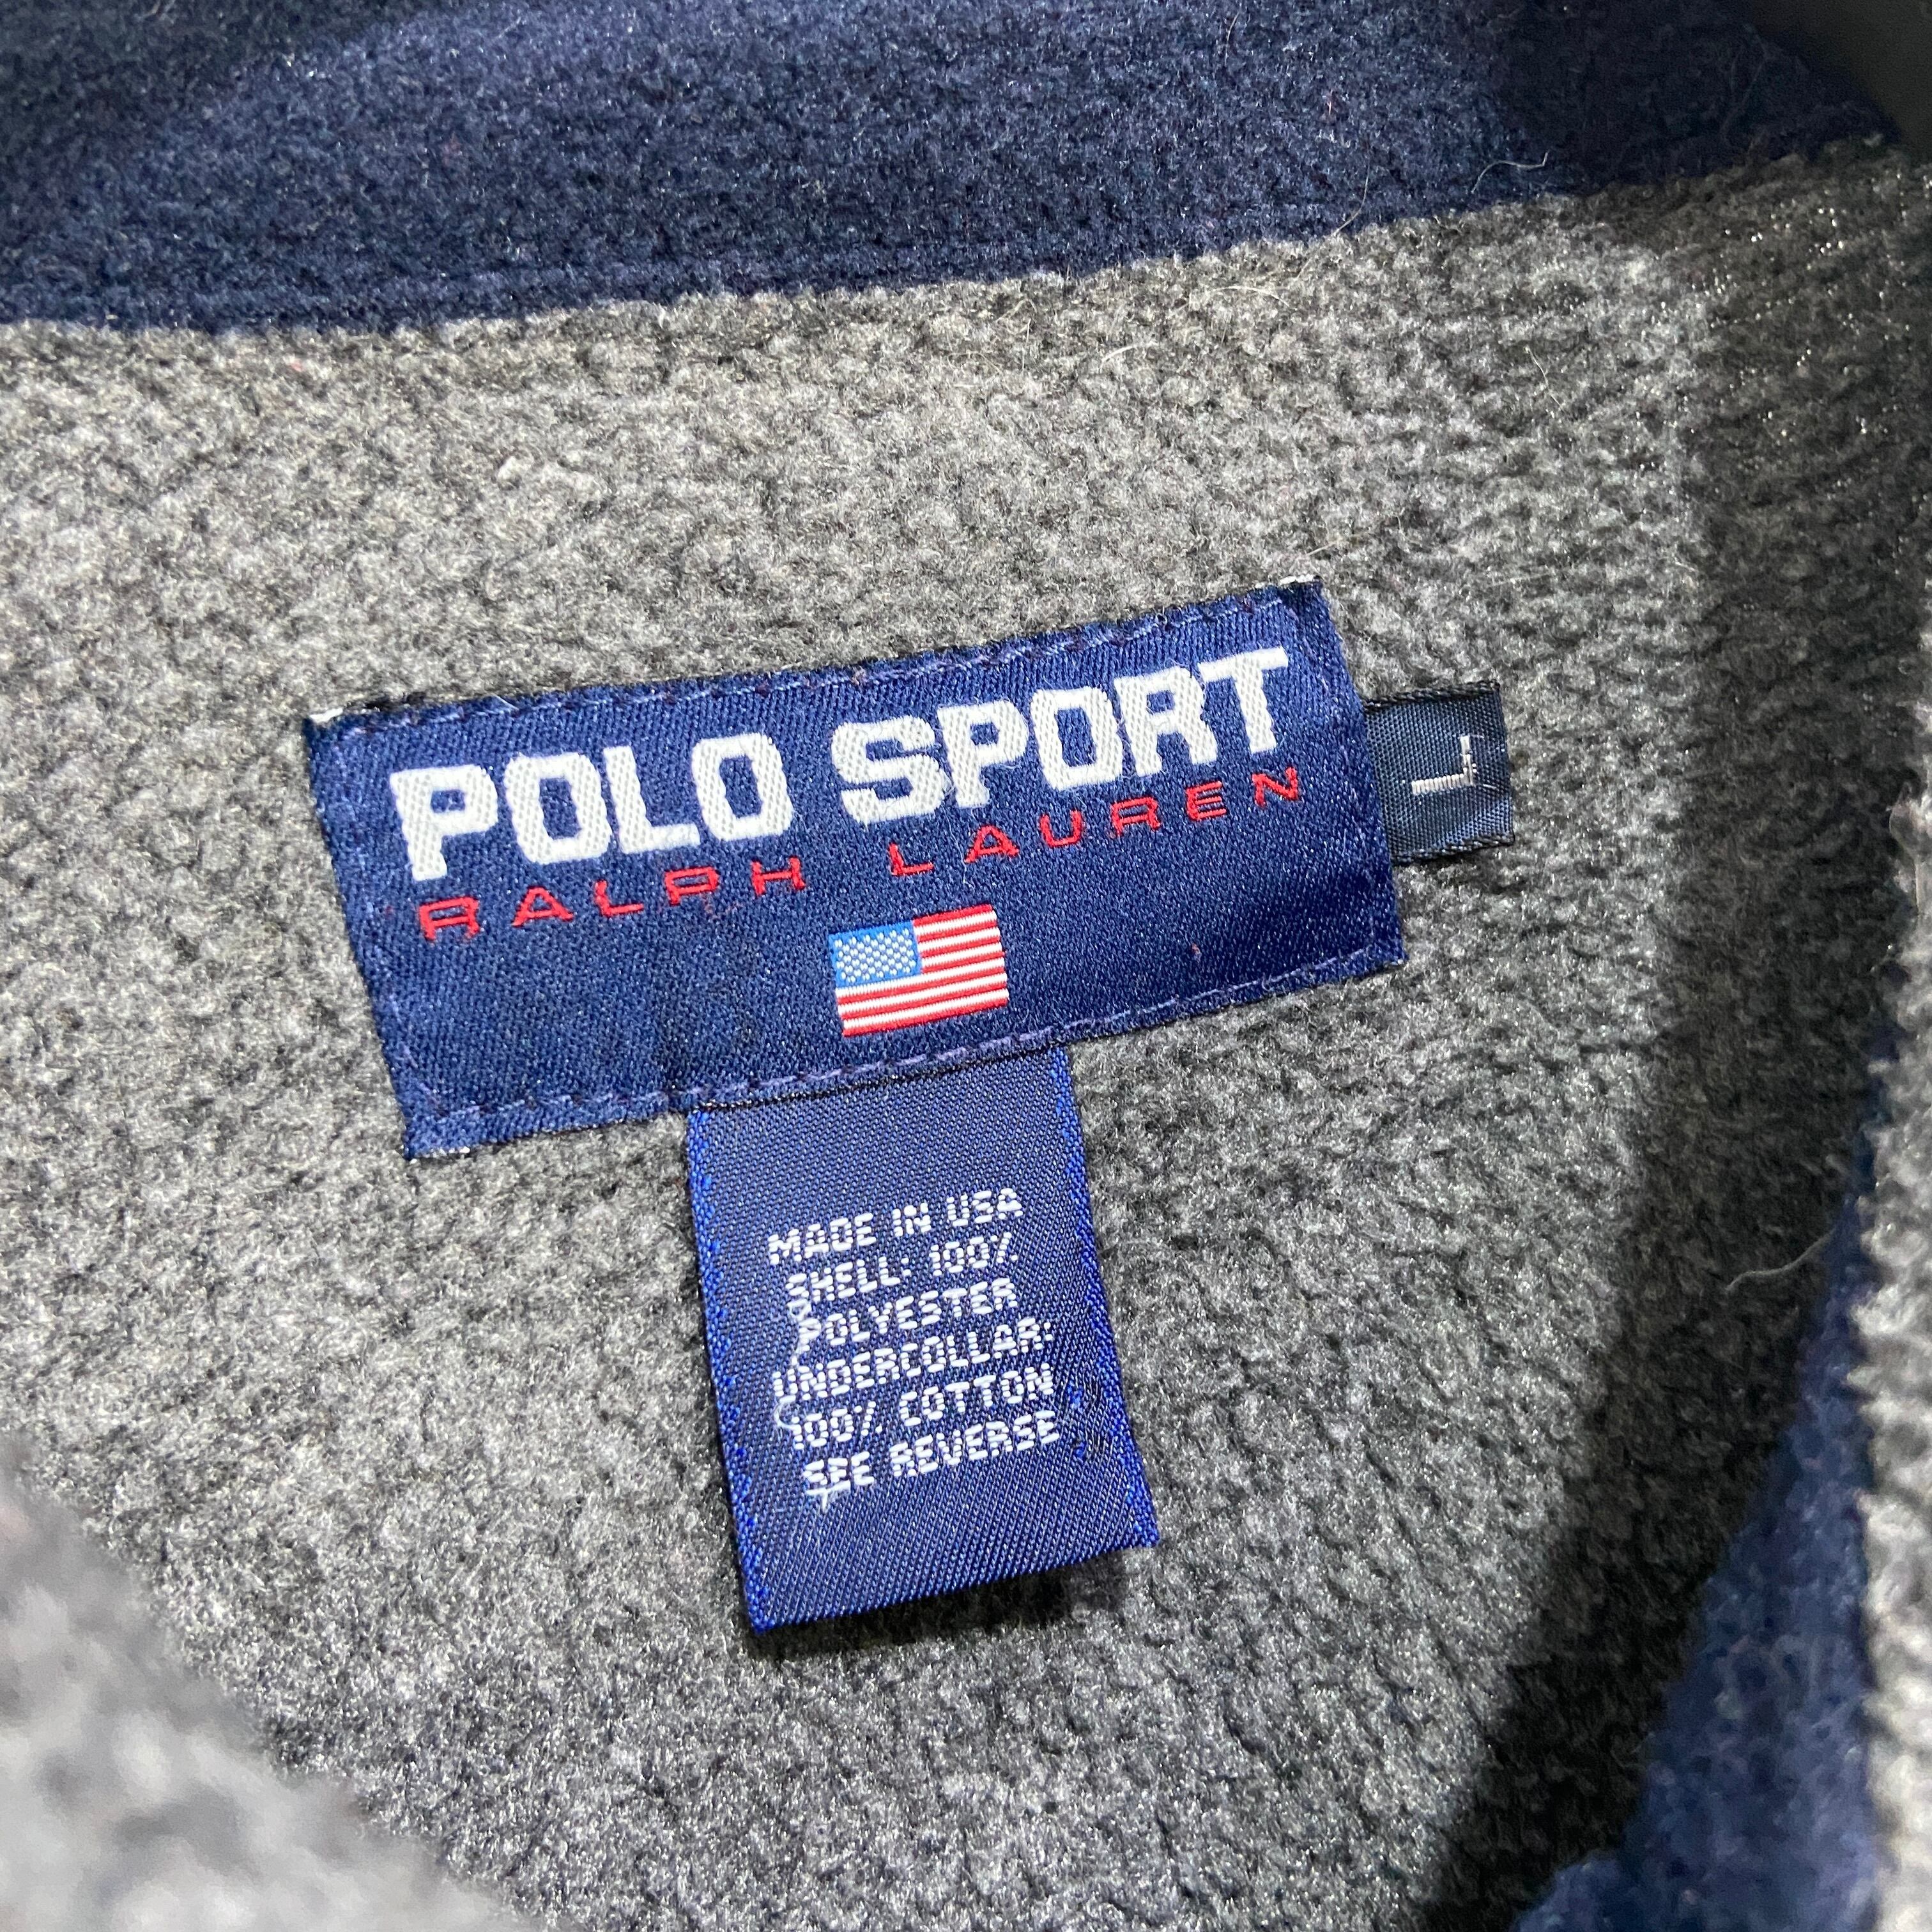 POLO SPORT
RALPH LAUREN
L
MADE IN USA
SHELL: 100%
POLYESTER
UNDERCOLLAR:
100% COTTON
SEE REVERSE